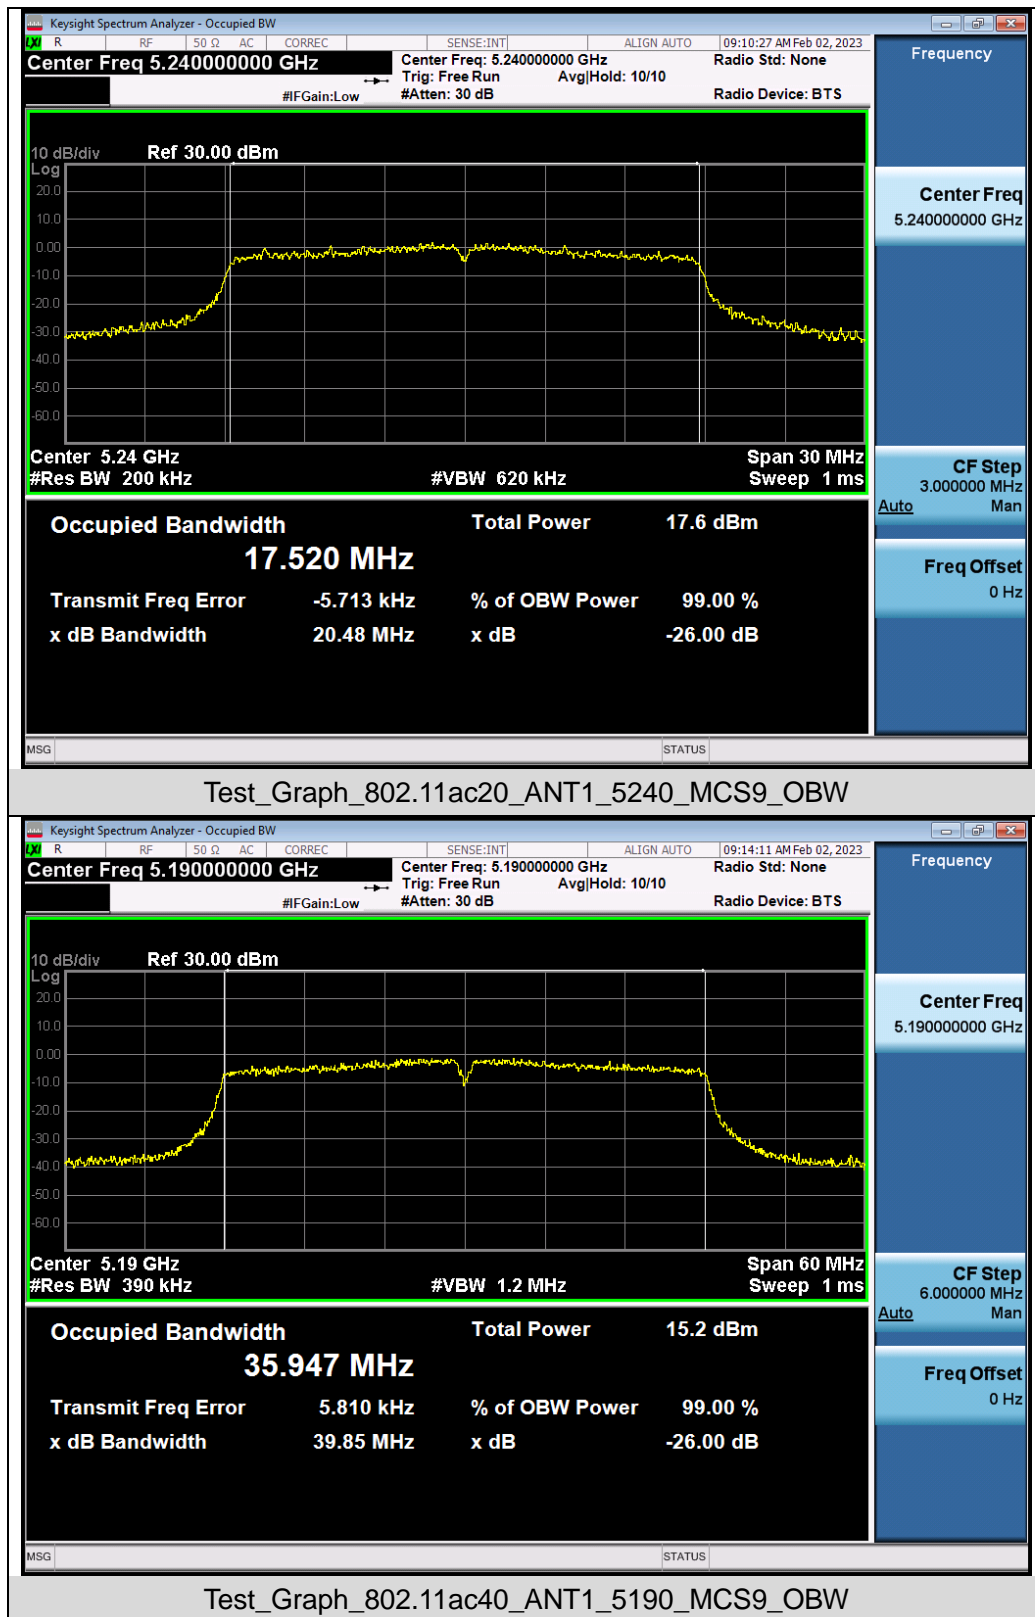 Keysight Spectrum Analyzer - Occupied BW
LXI R RF 50 Ω AC CORREC SENSE:INT ALIGN AUTO 09:10:27 AM Feb 02, 2023
Center Freq 5.240000000 GHz
Center Freq: 5.240000000 GHz
Radio Std: None
Trig: Free Run Avg|Hold: 10/10
#IFGain:Low
#Atten: 30 dB
Radio Device: BTS
Frequency
10 dB/div Ref 30.00 dBm
Log
20.0
10.0
0.00
-10.0
-20.0
-30.0
-40.0
-50.0
-60.0
Center 5.24 GHz Span 30 MHz
#Res BW 200 kHz #VBW 620 kHz Sweep 1 ms
Center Freq
5.240000000 GHz
CF Step
3.000000 MHz
Auto Man
Freq Offset
0 Hz
Occupied Bandwidth Total Power 17.6 dBm
17.520 MHz
Transmit Freq Error -5.713 kHz % of OBW Power 99.00 %
x dB Bandwidth 20.48 MHz x dB -26.00 dB
MSG STATUS
Test_Graph_802.11ac20_ANT1_5240_MCS9_OBW
Keysight Spectrum Analyzer - Occupied BW
LXI R RF 50 Ω AC CORREC SENSE:INT ALIGN AUTO 09:14:11 AM Feb 02, 2023
Center Freq 5.190000000 GHz
Center Freq: 5.190000000 GHz
Radio Std: None
Trig: Free Run Avg|Hold: 10/10
#IFGain:Low
#Atten: 30 dB
Radio Device: BTS
Frequency
10 dB/div Ref 30.00 dBm
Log
20.0
10.0
0.00
-10.0
-20.0
-30.0
-40.0
-50.0
-60.0
Center 5.19 GHz Span 60 MHz
#Res BW 390 kHz #VBW 1.2 MHz Sweep 1 ms
Center Freq
5.190000000 GHz
CF Step
6.000000 MHz
Auto Man
Freq Offset
0 Hz
Occupied Bandwidth Total Power 15.2 dBm
35.947 MHz
Transmit Freq Error 5.810 kHz % of OBW Power 99.00 %
x dB Bandwidth 39.85 MHz x dB -26.00 dB
MSG STATUS
Test_Graph_802.11ac40_ANT1_5190_MCS9_OBW